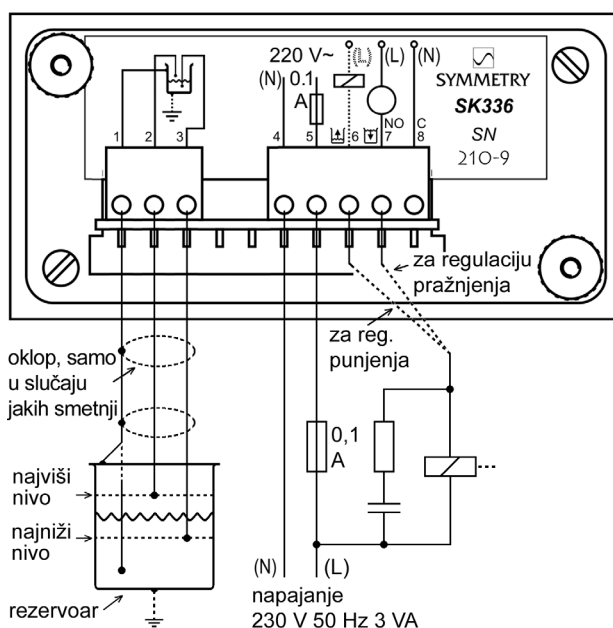 220 V~
(L)
(L)
(N)
(N)
0.1
A
SYMMETRY
SK336
SN
210-9
1
2
3
4
5
6
NO
7
C
8
za regulaciju
pražnjenja
za reg.
punjenja
oklop, samo
u slučaju
jakih smetnji
0,1
A
najviši
nivo
najniži
nivo
rezervoar
(N)
(L)
napajanje
230 V 50 Hz 3 VA